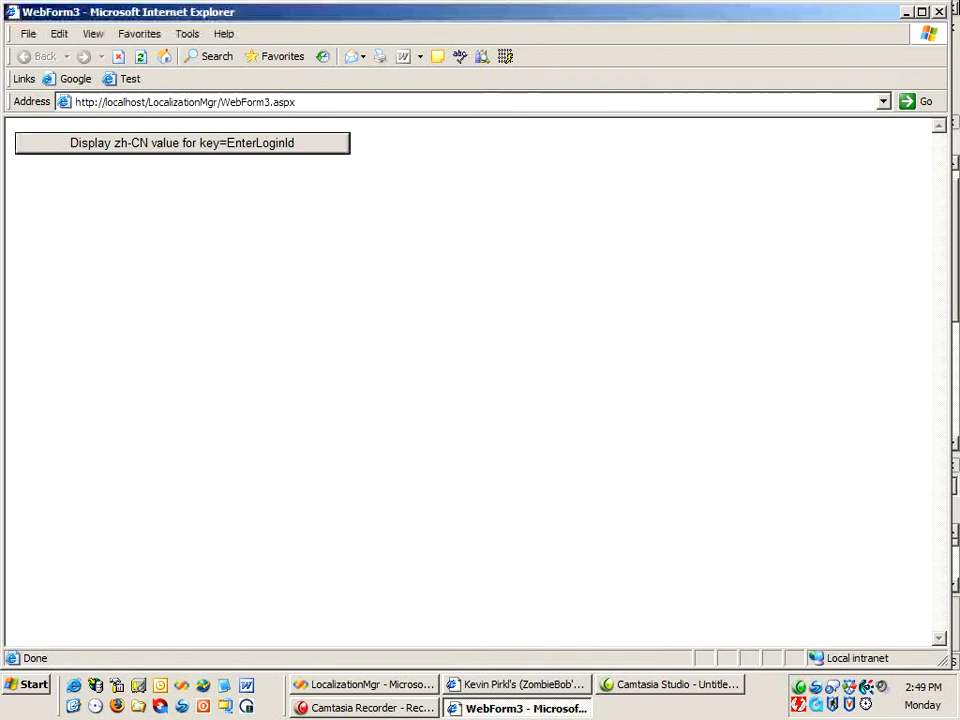 WebForm3 - Microsoft Internet Explorer
File Edit View Favorites Tools Help
Back Search Favorites
Links Google Test
Address http://localhost/LocalizationMgr/WebForm3.aspx Go
Display zh-CN value for key=EnterLoginId
Done Local intranet
Start LocalizationMgr - Microso... Kevin Pirkl's (ZombieBob'... Camtasia Studio - Untitle... 2:49 PM
Camtasia Recorder - Rec... WebForm3 - Microsof... Monday